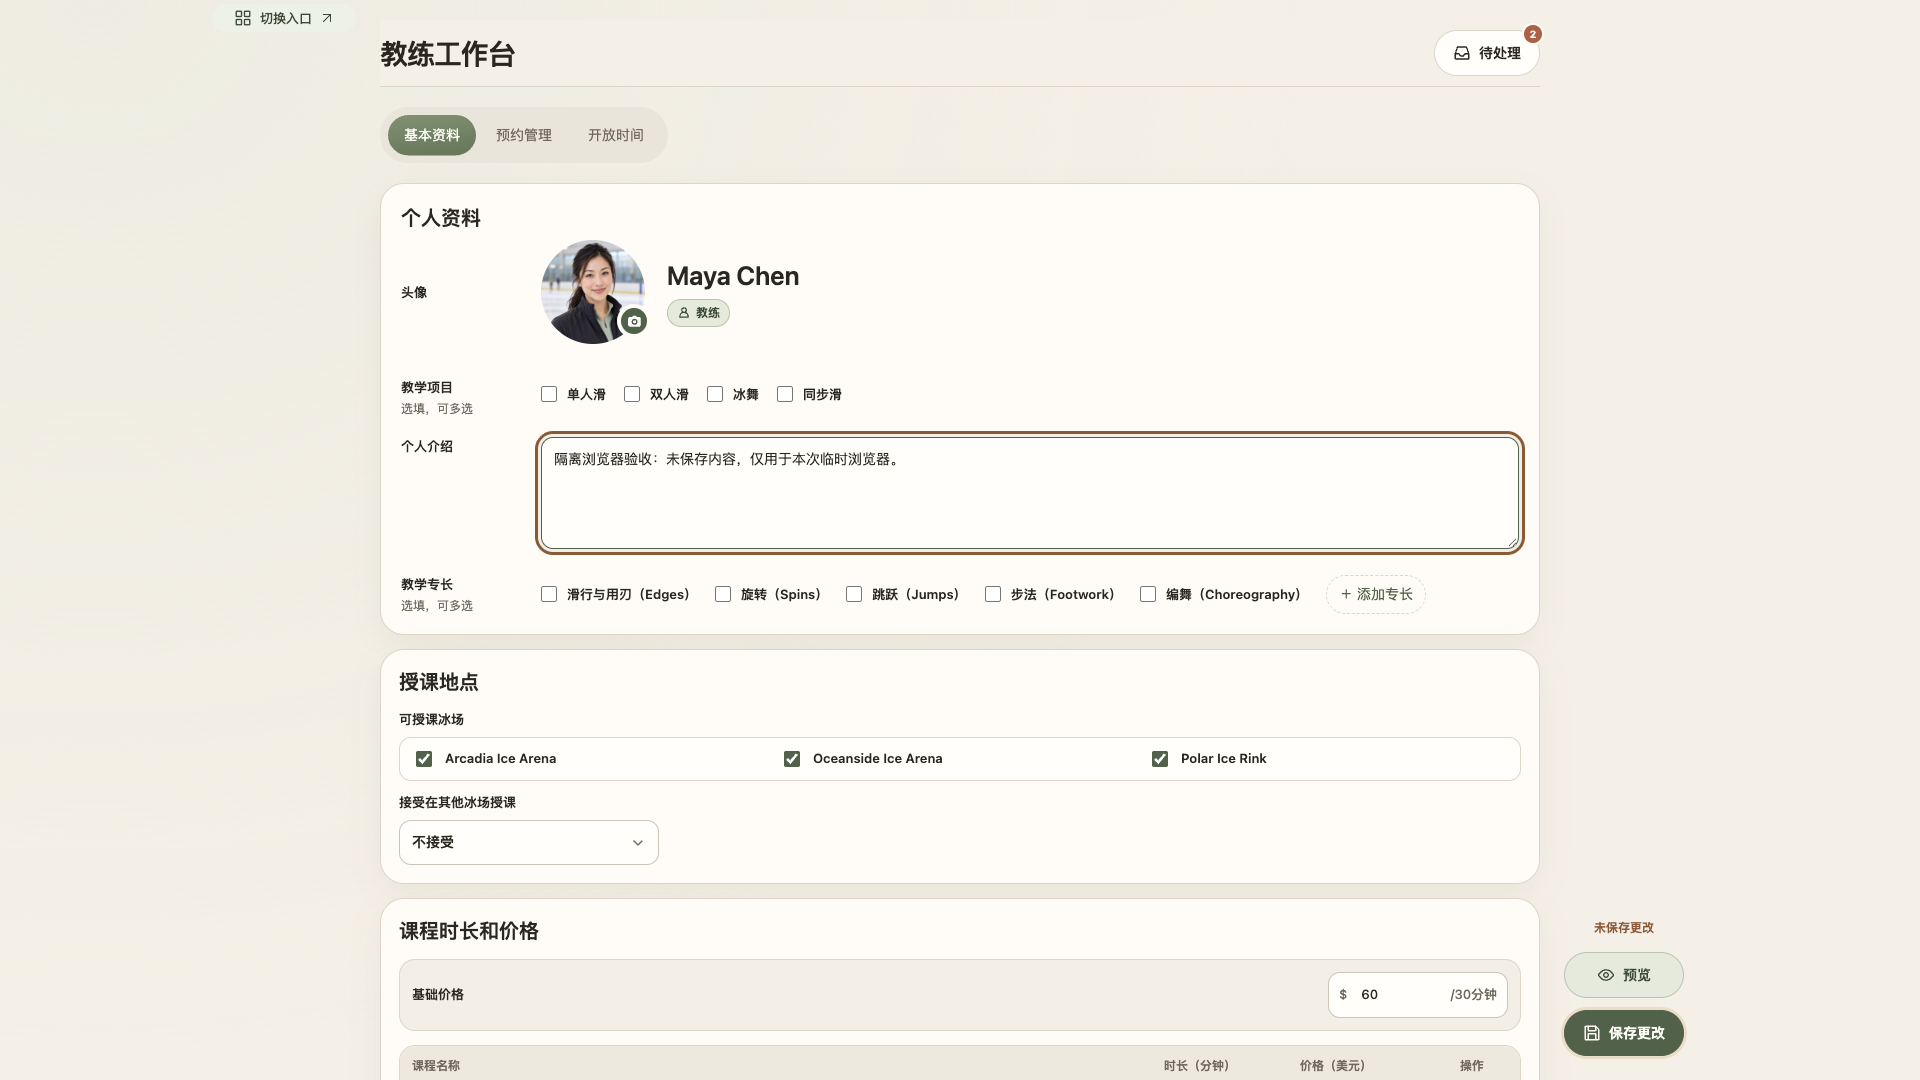 切换入口
教练工作台
待处理
2
基本资料 预约管理 开放时间
个人资料
头像
Maya Chen
教练
教学项目
选填，可多选
单人滑 双人滑 冰舞 同步滑
个人介绍
隔离浏览器验收：未保存内容，仅用于本次临时浏览器。
教学专长
选填，可多选
滑行与用刃（Edges） 旋转（Spins） 跳跃（Jumps） 步法（Footwork） 编舞（Choreography） + 添加专长
授课地点
可授课冰场
Arcadia Ice Arena Oceanside Ice Arena Polar Ice Rink
接受在其他冰场授课
不接受
课程时长和价格
基础价格
$ 60 /30分钟
课程名称 时长（分钟） 价格（美元） 操作
未保存更改
预览
保存更改